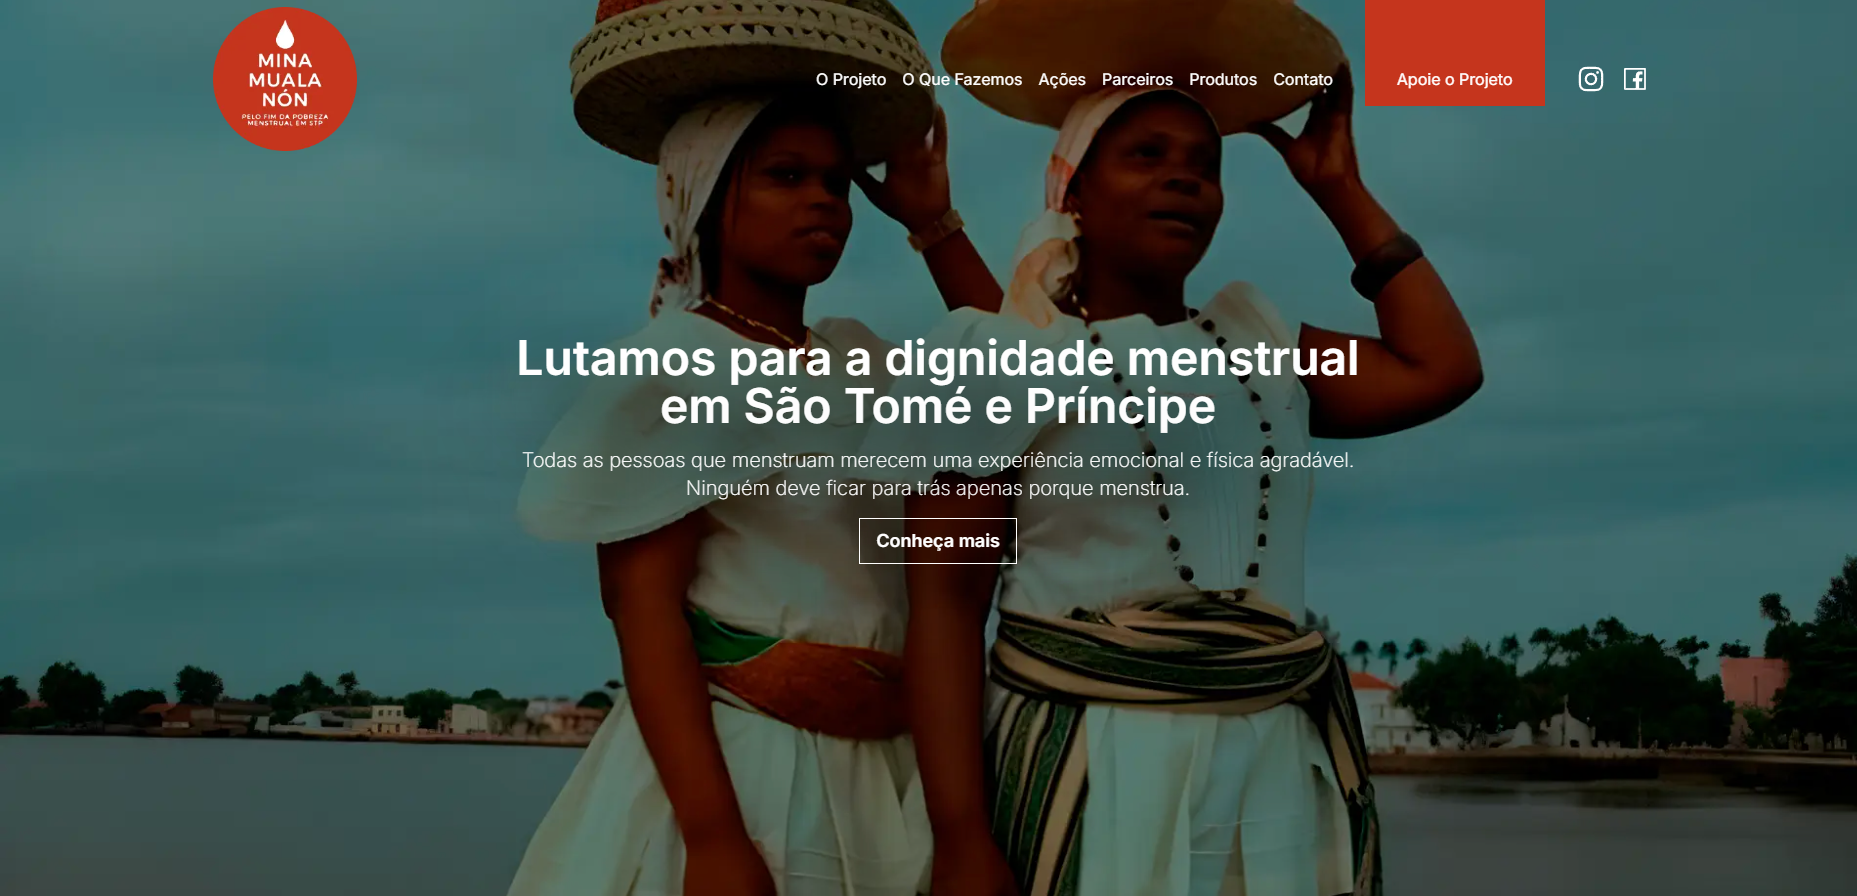 MINA
MUALA
NÓN
PELO FIM DA POBREZA
MENSTRUAL EM STP
O Projeto O Que Fazemos Ações Parceiros Produtos Contato Apoie o Projeto
Lutamos para a dignidade menstrual
em São Tomé e Príncipe
Todas as pessoas que menstruam merecem uma experiência emocional e física agradável.
Ninguém deve ficar para trás apenas porque menstrua.
Conheça mais